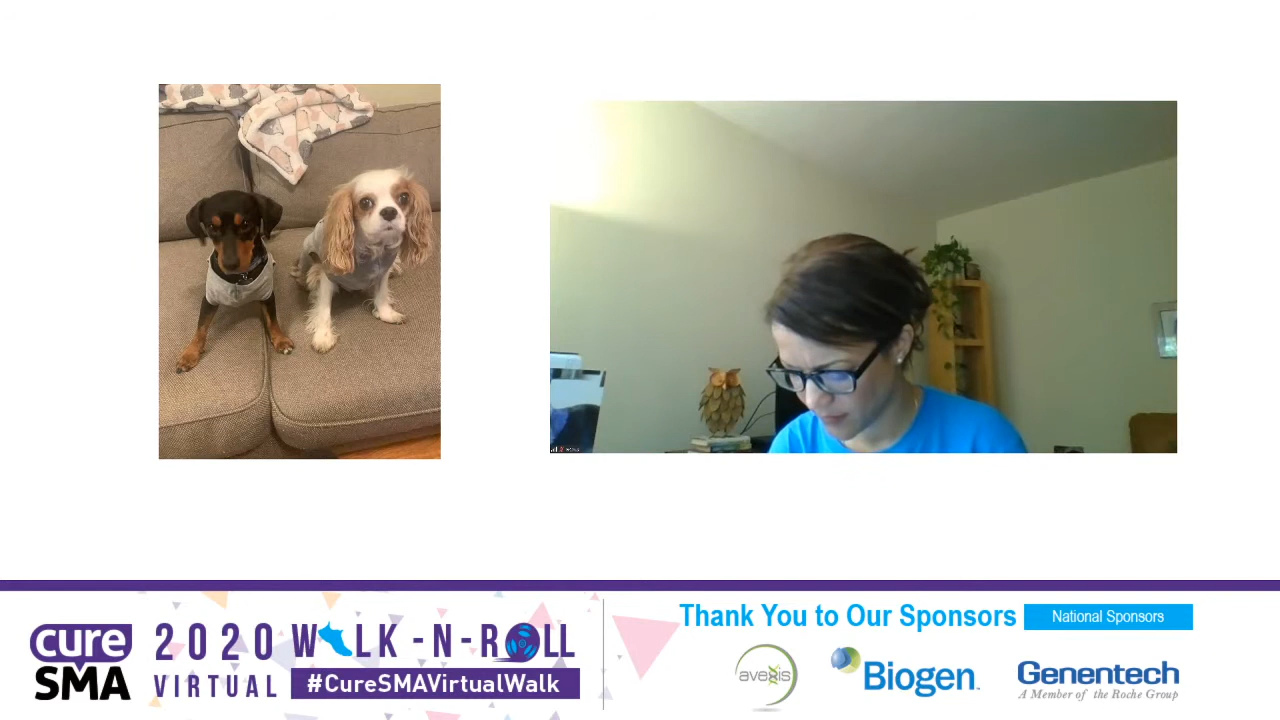 cure
SMA
2020 WALK-N-ROLL
VIRTUAL
#CureSMAVirtualWalk
Thank You to Our Sponsors
National Sponsors
avexis
Biogen
Genentech
A Member of the Roche Group